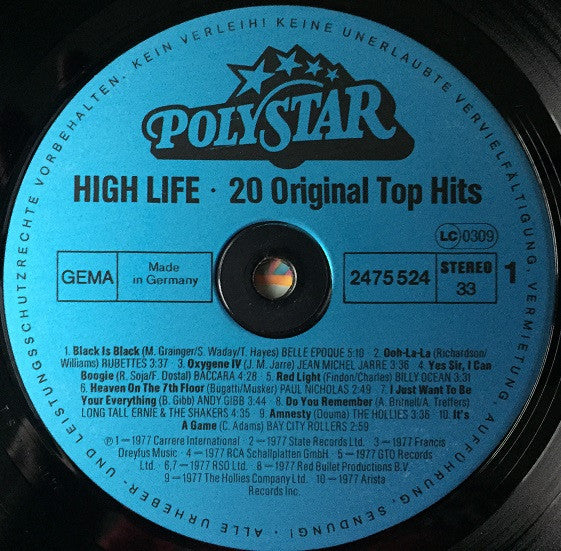 ALLE URHEBER- UND LEISTUNGSSCHUTZRECHTE VORBEHALTEN. KEIN VERLEIH! KEINE UNERLAUBTE VERVIELFÄLTIGUNG, VERMIETUNG, AUFFÜHRUNG, SENDUNG!
POLYSTAR
HIGH LIFE · 20 Original Top Hits
LC 0309
GEMA
Made
in Germany
2475 524
STEREO
33
1
1. Black Is Black (M. Grainger/S. Waday/T. Hayes) BELLE EPOQUE 5:10 2. Ooh-La-La (Richardson/
Williams) RUBETTES 3:37 3. Oxygene IV (J. M. Jarre) JEAN MICHEL JARRE 3:36 4. Yes Sir, I Can
Boogie (R. Soja/F. Dostal) BACCARA 4:28 5. Red Light (Findon/Charles) BILLY OCEAN 3:31
6. Heaven On The 7th Floor (Bugatti/Musker) PAUL NICHOLAS 2:49 7. I Just Want To Be
Your Everything (B. Gibb) ANDY GIBB 3:44 8. Do You Remember (A. Bri&nell/A. Treffers)
LONG TALL ERNIE & THE SHAKERS 4:35 9. Amnesty (Douma) THE HOLLIES 3:36 10. It's
A Game (C. Adams) BAY CITY ROLLERS 2:59
Ⓟ 1—1977 Carrere International 2—1977 State Records Ltd. 3—1977 Francis
Dreyfus Music 4—1977 RCA Schallplatten GmbH. 5—1977 GTO Records
Ltd. 6,7—1977 RSO Ltd. 8—1977 Red Bullet Productions B.V.
9—1977 The Hollies Company Ltd. 10—1977 Arista
Records Inc.